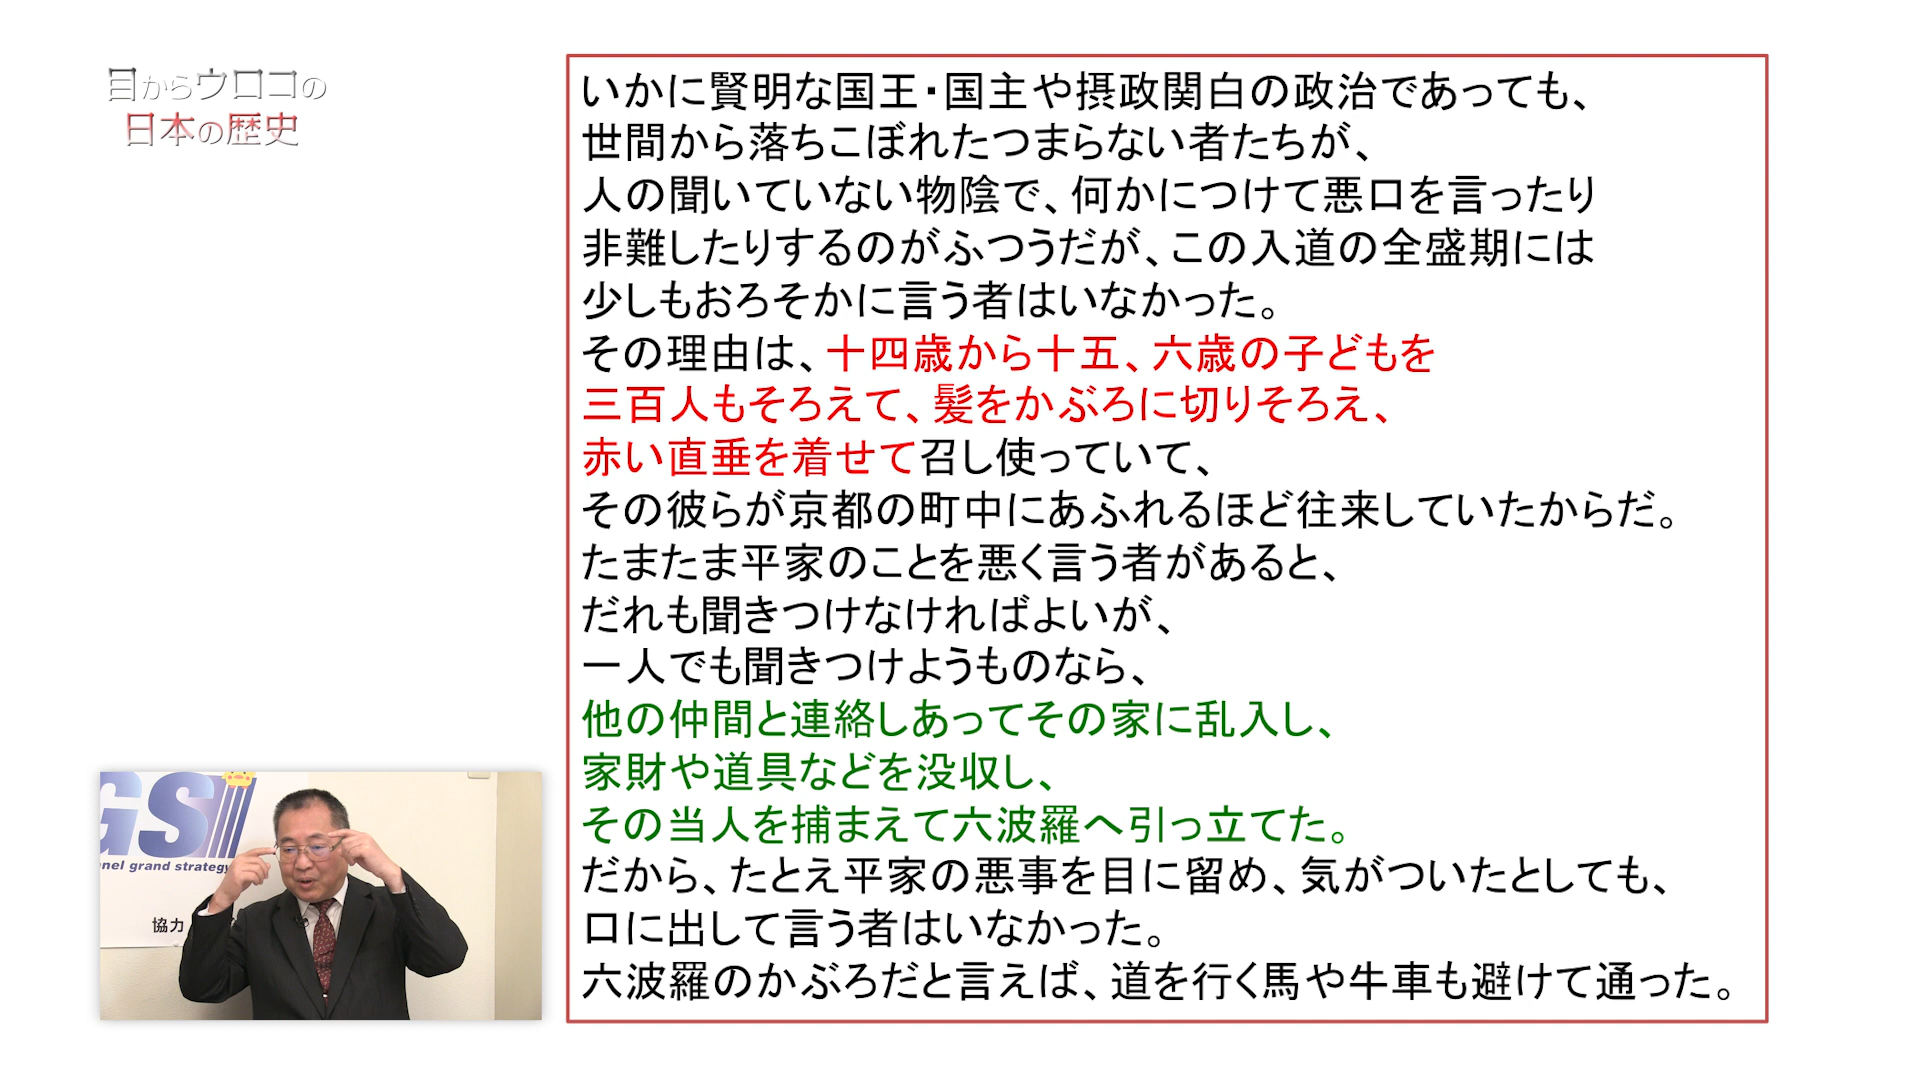 目からウロコの
日本の歴史
いかに賢明な国王・国主や摂政関白の政治であっても、
世間から落ちこぼれたつまらない者たちが、
人の聞いていない物陰で、何かにつけて悪口を言ったり
非難したりするのがふつうだが、この入道の全盛期には
少しもおろそかに言う者はいなかった。
その理由は、十四歳から十五、六歳の子どもを
三百人もそろえて、髪をかぶろに切りそろえ、
赤い直垂を着せて召し使っていて、
その彼らが京都の町中にあふれるほど往来していたからだ。
たまたま平家のことを悪く言う者があると、
だれも聞きつけなければよいが、
一人でも聞きつけようものなら、
他の仲間と連絡しあってその家に乱入し、
家財や道具などを没収し、
その当人を捕まえて六波羅へ引っ立てた。
だから、たとえ平家の悪事を目に留め、気がついたとしても、
口に出して言う者はいなかった。
六波羅のかぶろだと言えば、道を行く馬や牛車も避けて通った。
GS
nel grand strategy
協力